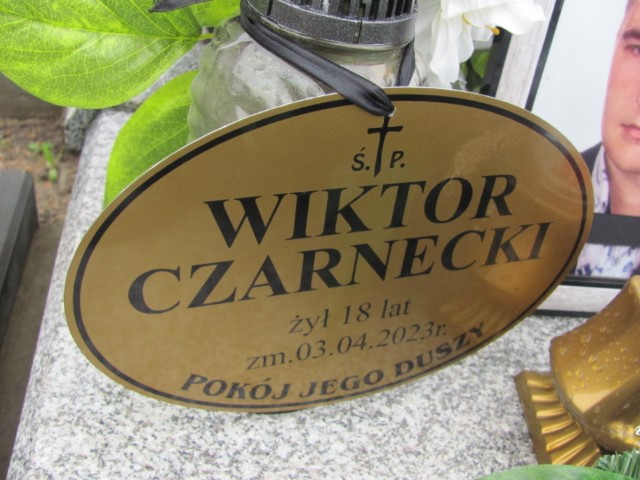 Ś. P.
WIKTOR
CZARNECKI
żył 18 lat
zm.03.04.2023r.
POKÓJ JEGO DUSZY